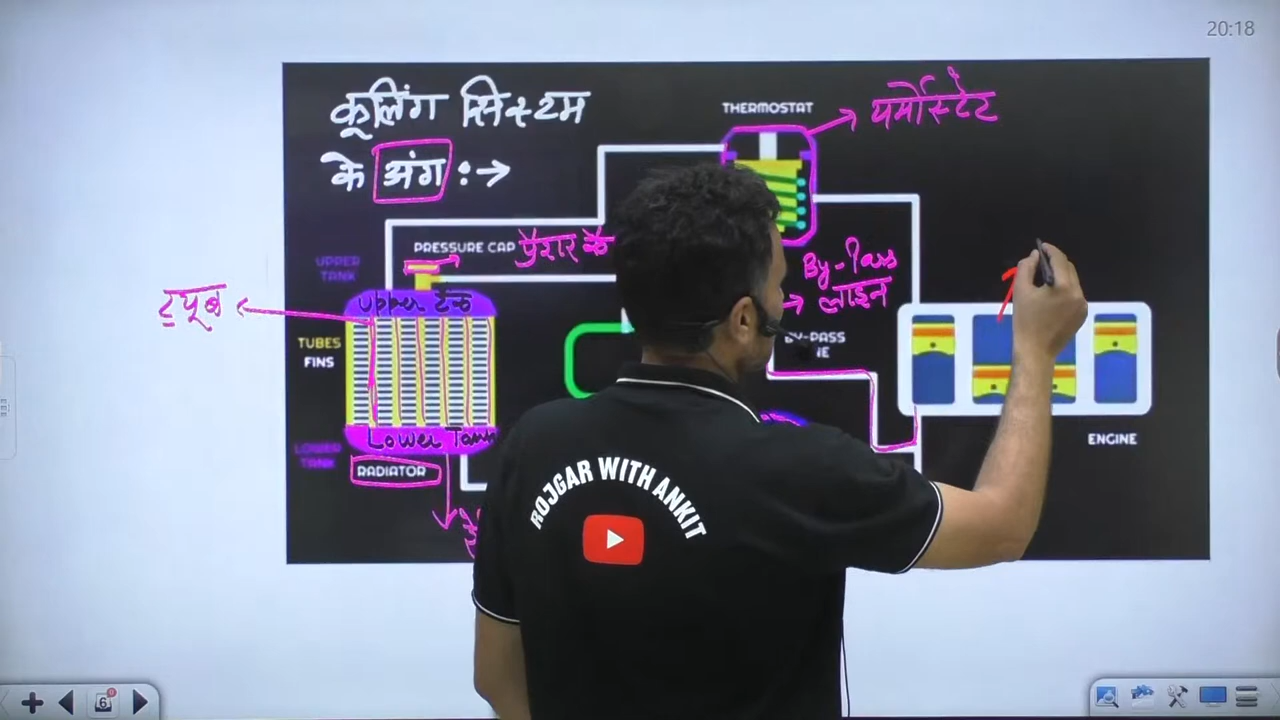 20:18
कूलिंग सिस्टम
के अंग :→
THERMOSTAT
थर्मोस्टेट
PRESSURE CAP
प्रैशर कै
UPPER
TANK
Upper टैंक
By-Pass
लाइन
ट्यूब
TUBES
FINS
BY-PASS
LOWER
TANK
Lower Tank
RADIATOR
ENGINE
ROJGAR WITH ANKIT
6